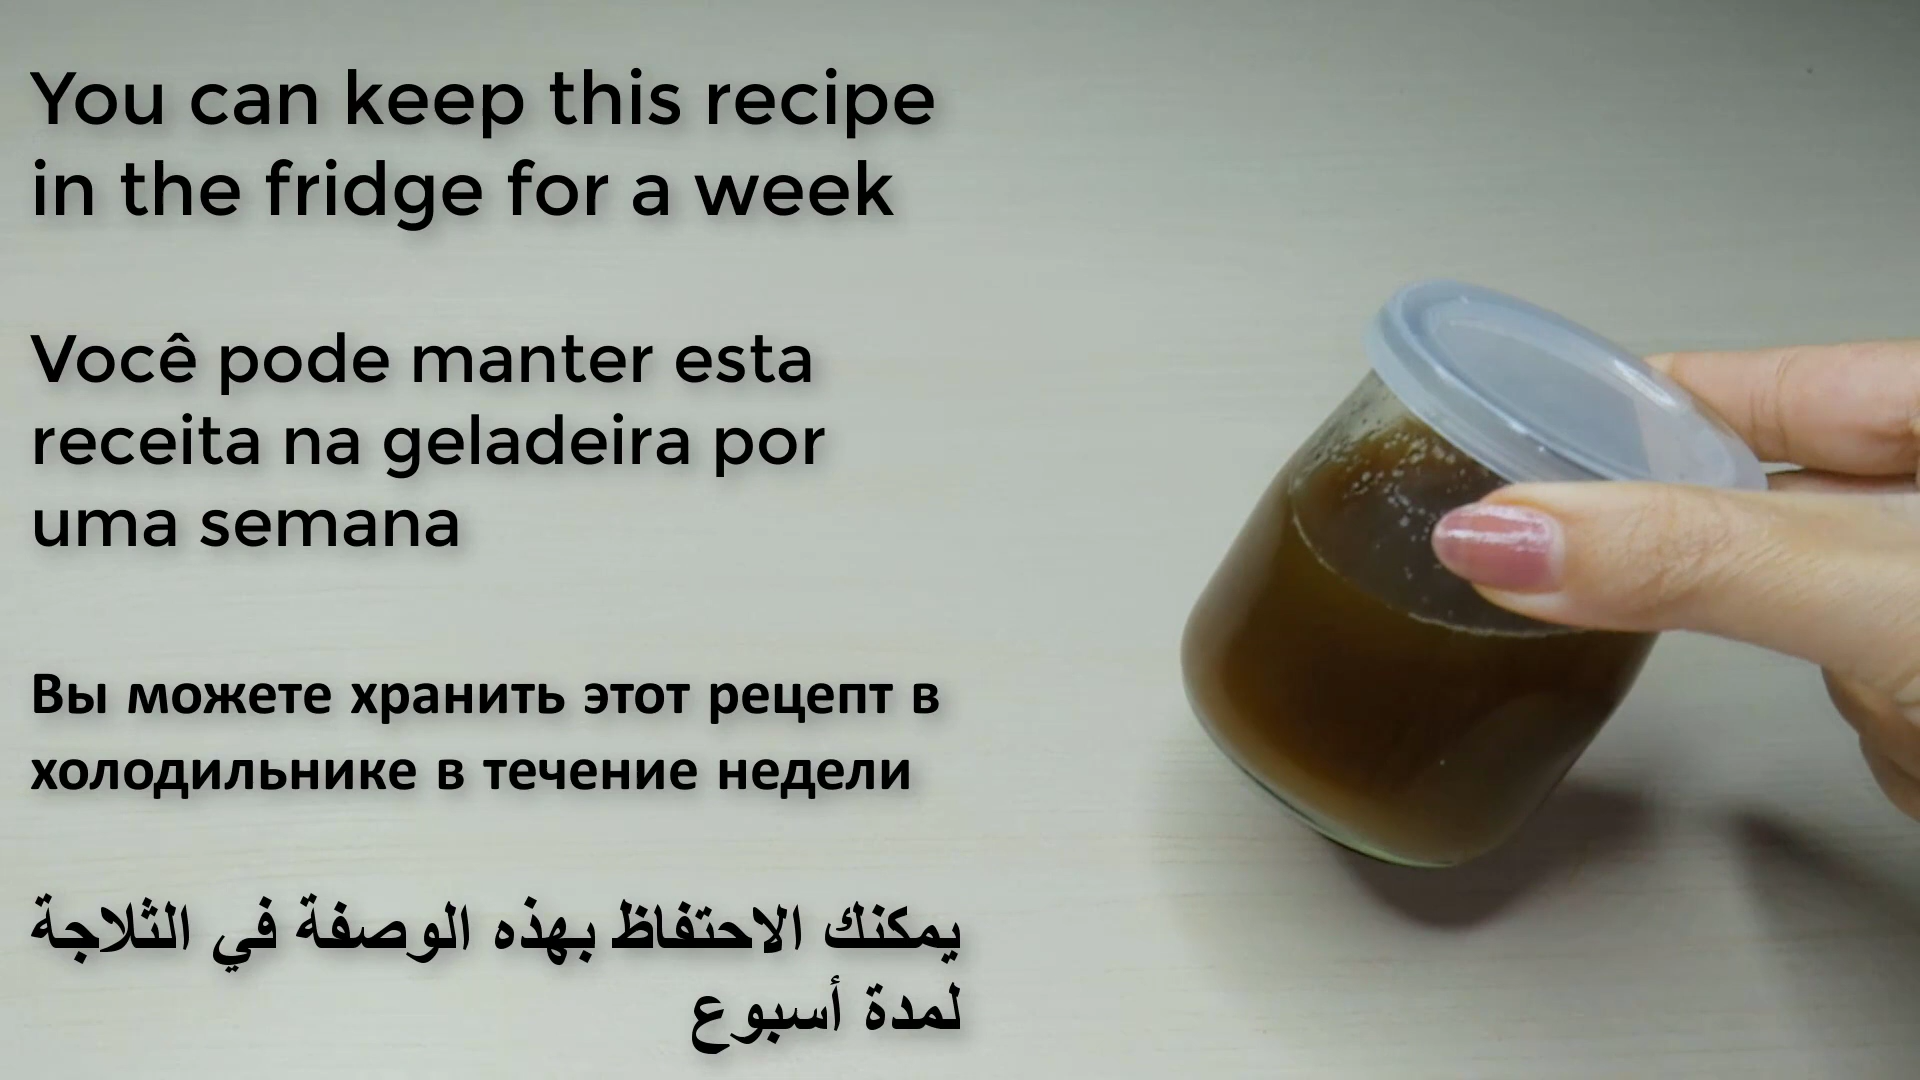 You can keep this recipe
in the fridge for a week
Você pode manter esta
receita na geladeira por
uma semana
Вы можете хранить этот рецепт в
холодильнике в течение недели
يمكنك الاحتفاظ بهذه الوصفة في الثلاجة
لمدة أسبوع